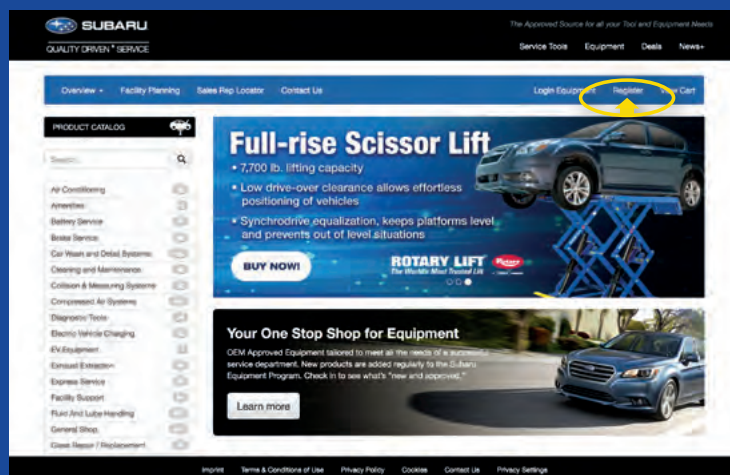 SUBARU
QUALITY DRIVEN SERVICE
The Approved Source for all your Tool and Equipment Needs
Service Tools Equipment Deals News+
Overview Facility Planning Sales Rep Locator Contact Us Login Equipment Register View Cart
PRODUCT CATALOG
Search...
Air Conditioning
Amenities
Battery Service
Brake Service
Car Wash and Detail Systems
Cleaning and Maintenance
Collision & Measuring Systems
Compressed Air Systems
Diagnostic Tools
Electric Vehicle Charging
EV Equipment
Exhaust Extraction
Express Service
Facility Support
Fluid And Lube Handling
General Shop
Glass Repair / Replacement
Full-rise Scissor Lift
• 7,700 lb. lifting capacity
• Low drive-over clearance allows effortless
positioning of vehicles
• Synchrodrive equalization, keeps platforms level
and prevents out of level situations
BUY NOW!
ROTARY LIFT
The World's Most Trusted Lift
Rotary
Your One Stop Shop for Equipment
OEM Approved Equipment tailored to meet all the needs of a successful
service department. New products are added regularly to the Subaru
Equipment Program. Check in to see what's "new and approved."
Learn more
Imprint Terms & Conditions of Use Privacy Policy Cookies Contact Us Privacy Settings